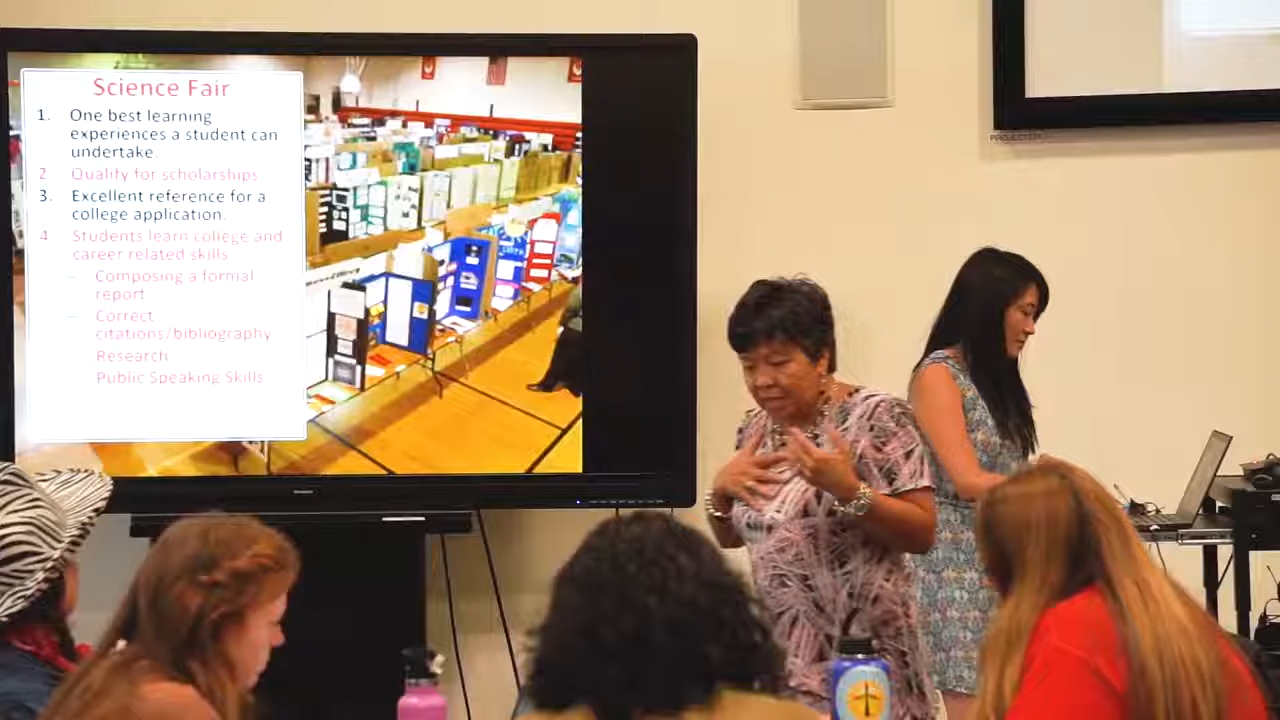 Science Fair
1. One best learning
experiences a student can
undertake.
2 Qualify for scholarships
3. Excellent reference for a
college application.
4 Students learn college and
career related skills
– Composing a formal
report
– Correct
citations/bibliography
Research
Public Speaking Skills